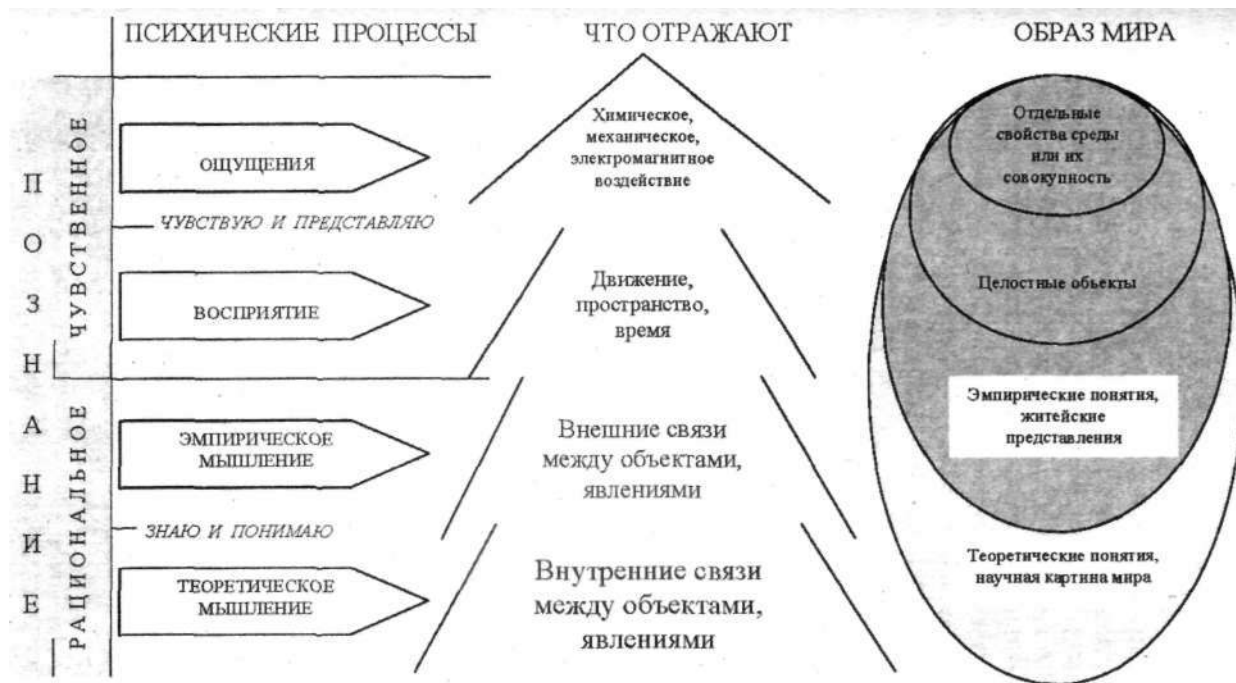 ПСИХИЧЕСКИЕ ПРОЦЕССЫ
ЧТО ОТРАЖАЮТ
ОБРАЗ МИРА
ПОЗНАНИЕ
ЧУВСТВЕННОЕ
ОЩУЩЕНИЯ
Химическое,
механическое,
электромагнитное
воздействие
Отдельные
свойства среды
или их
совокупность
ЧУВСТВУЮ И ПРЕДСТАВЛЯЮ
ВОСПРИЯТИЕ
Движение,
пространство,
время
Целостные объекты
РАЦИОНАЛЬНОЕ
ЭМПИРИЧЕСКОЕ
МЫШЛЕНИЕ
Внешние связи
между объектами,
явлениями
Эмпирические понятия,
житейские
представления
ЗНАЮ И ПОНИМАЮ
ТЕОРЕТИЧЕСКОЕ
МЫШЛЕНИЕ
Внутренние связи
между объектами,
явлениями
Теоретические понятия,
научная картина мира